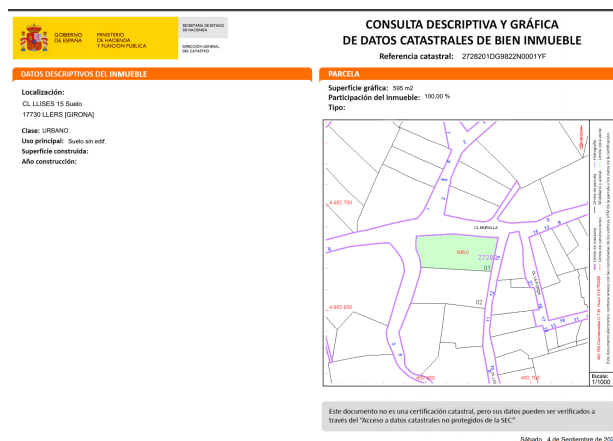 GOBIERNO
DE ESPAÑA
MINISTERIO
DE HACIENDA
Y FUNCIÓN PÚBLICA
SECRETARÍA DE ESTADO
DE HACIENDA
DIRECCIÓN GENERAL
DEL CATASTRO
CONSULTA DESCRIPTIVA Y GRÁFICA
DE DATOS CATASTRALES DE BIEN INMUEBLE
Referencia catastral: 2728201DG9822N0001YF
DATOS DESCRIPTIVOS DEL INMUEBLE
Localización:
CL LLISES 15 Suelo
17730 LLERS [GIRONA]
Clase: URBANO
Uso principal: Suelo sin edif.
Superficie construida:
Año construcción:
PARCELA
Superficie gráfica: 595 m2
Participación del inmueble: 100,00 %
Tipo:
4.692.700
CL MURALLA
SUELO
01
02
4.692.650
Escala:
1/1000
Este documento no es una certificación catastral, pero sus datos pueden ser verificados a
través del "Acceso a datos catastrales no protegidos de la SEC"
Sábado, 4 de Septiembre de 202